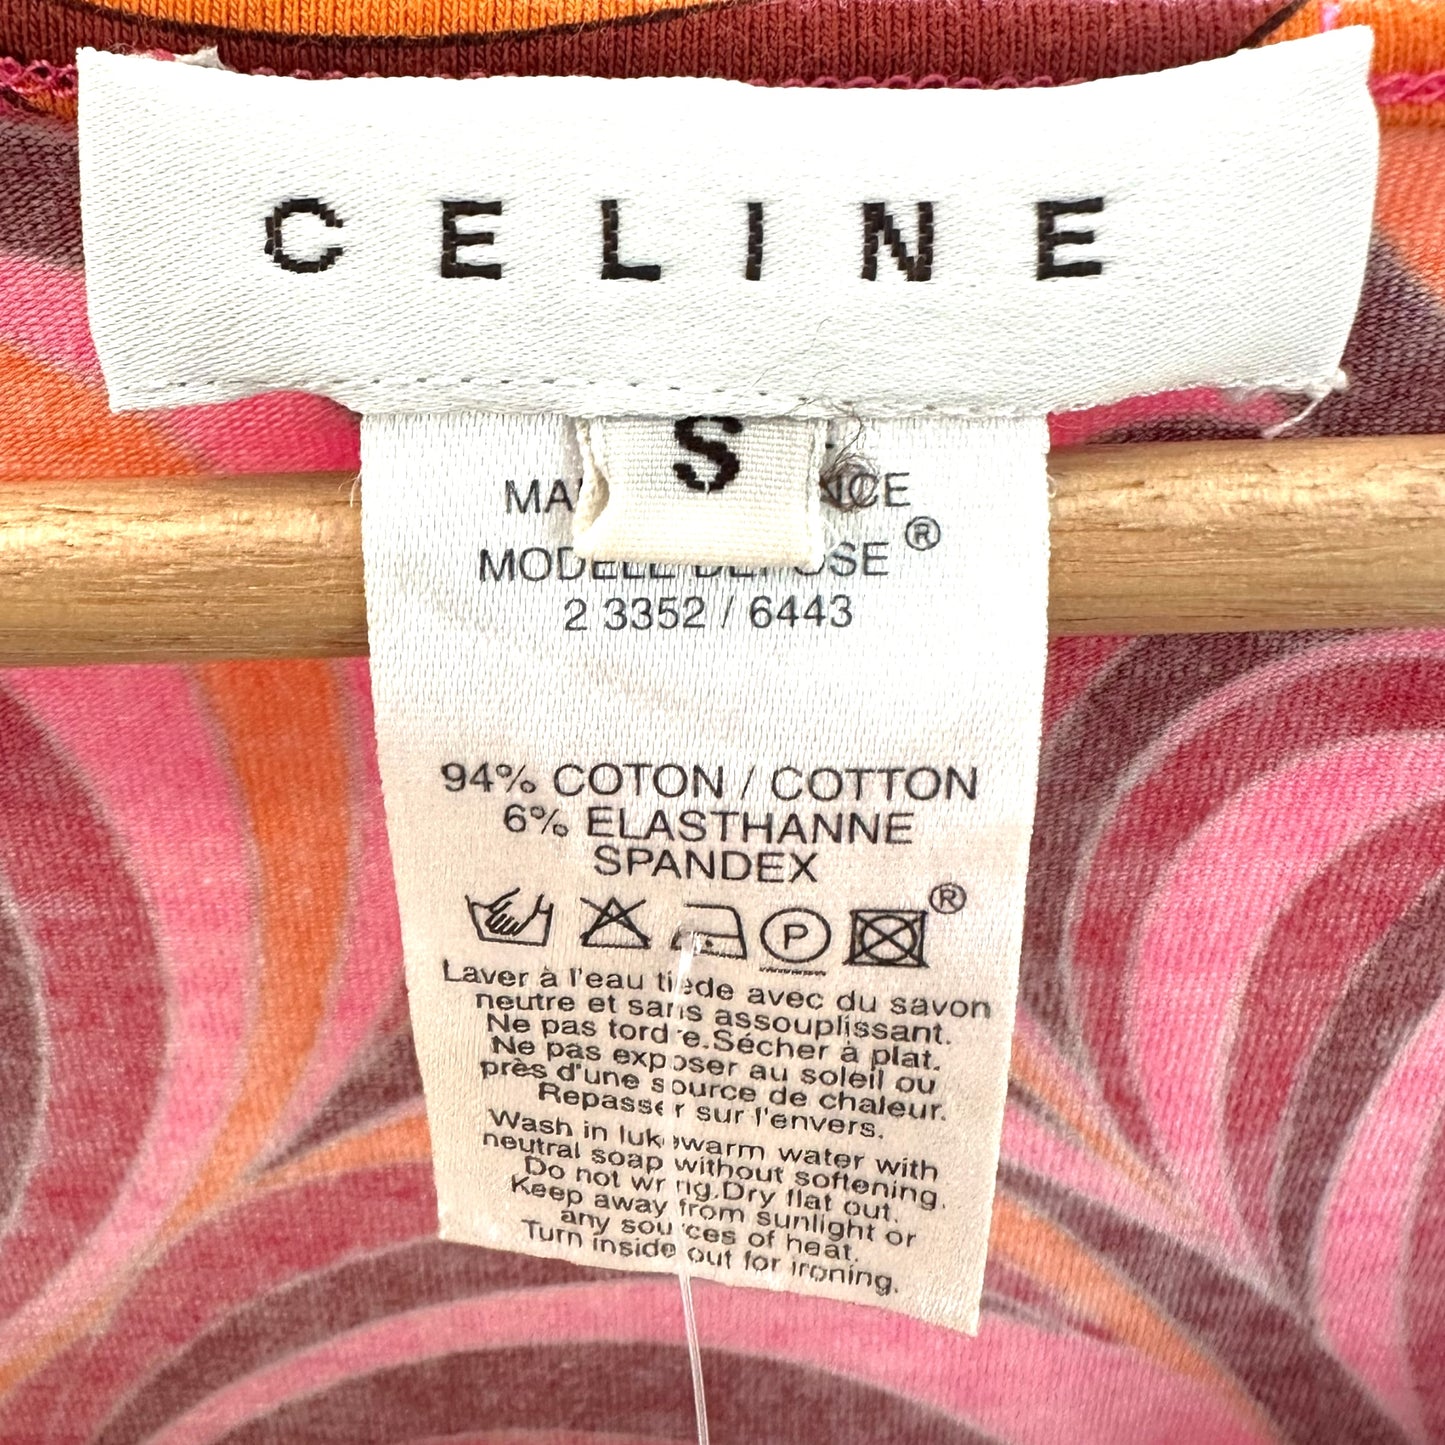 CELINE
S
2 3352 / 6443
94% COTON / COTTON
6% ELASTHANNE
SPANDEX
P
Laver à l'eau tiède avec du savon
neutre et sans assouplissant.
Ne pas tordre.Sécher à plat.
Ne pas exposer au soleil ou
près d'une source de chaleur.
Repasser sur l'envers.
Wash in lukewarm water with
neutral soap without softening.
Do not wring.Dry flat out.
Keep away from sunlight or
any sources of heat.
Turn inside out for ironing.